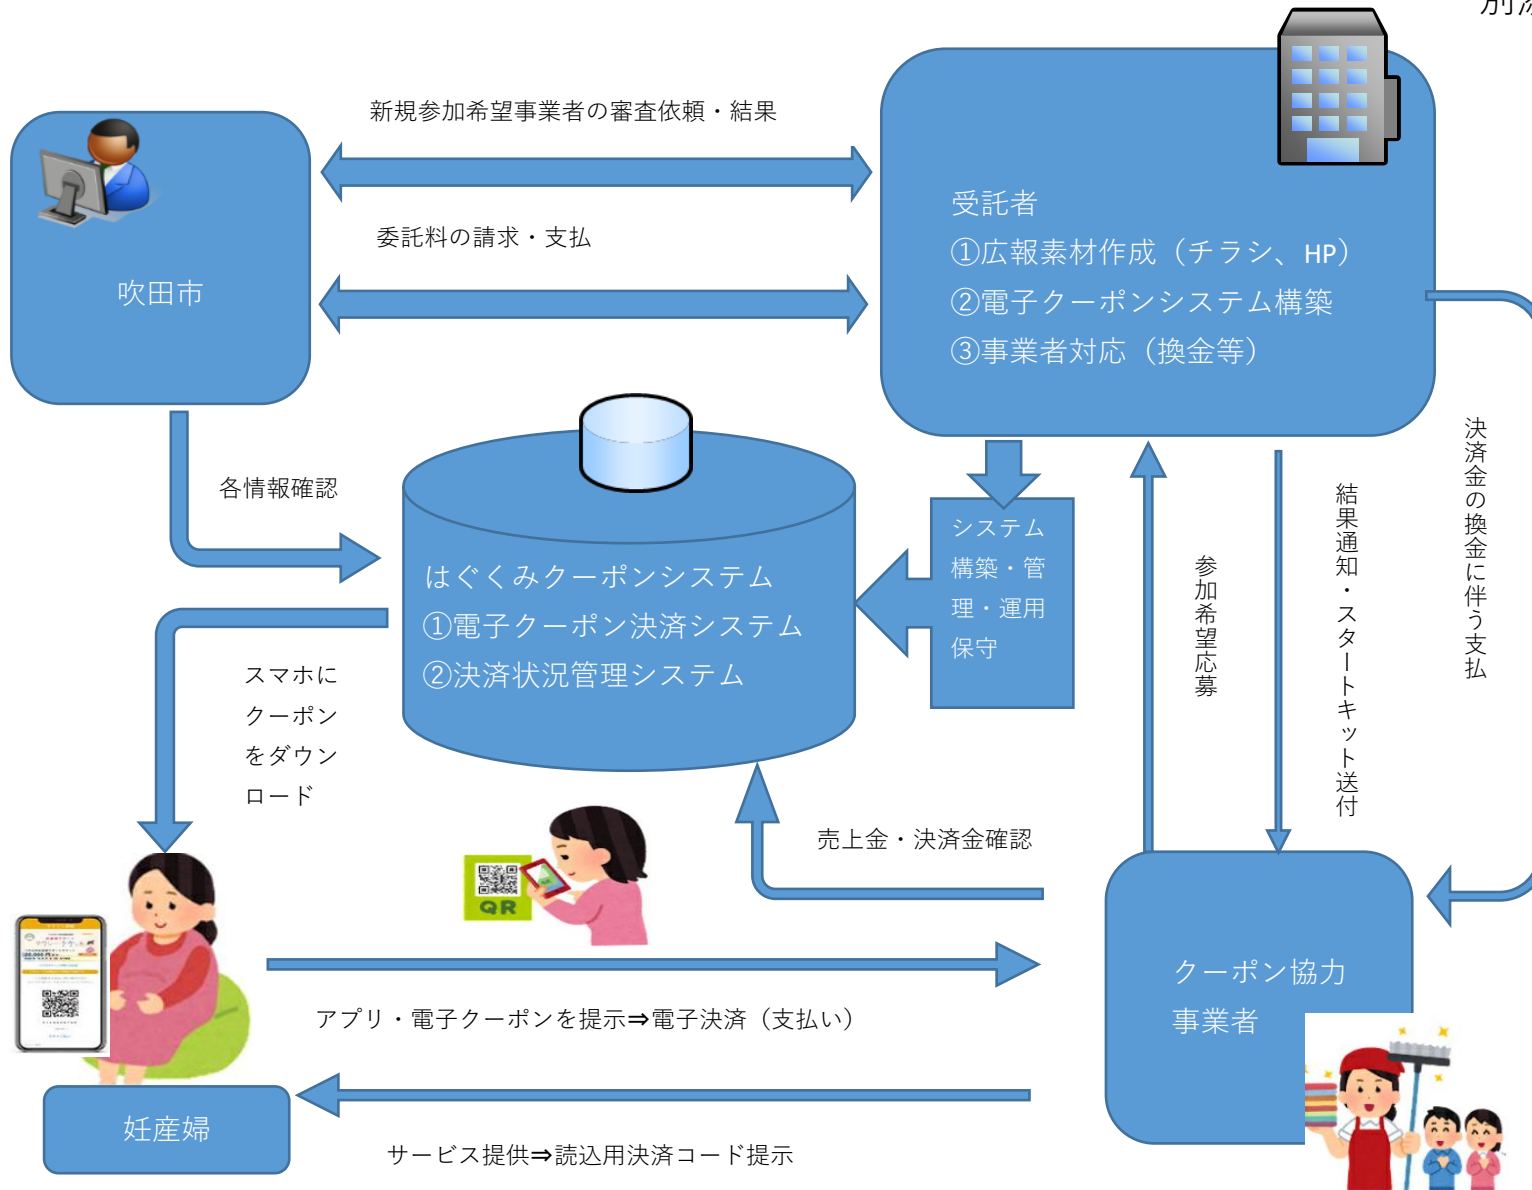 別添
新規参加希望事業者の審査依頼・結果
委託料の請求・支払
吹田市
受託者
①広報素材作成（チラシ、HP）
②電子クーポンシステム構築
③事業者対応（換金等）
各情報確認
はぐくみクーポンシステム
①電子クーポン決済システム
②決済状況管理システム
システム
構築・管
理・運用
保守
参加希望応募
結果通知・スタートキット送付
決済金の換金に伴う支払
スマホに
クーポン
をダウン
ロード
売上金・決済金確認
QR
アプリ・電子クーポンを提示⇒電子決済（支払い）
クーポン協力
事業者
妊産婦
サービス提供⇒読込用決済コード提示